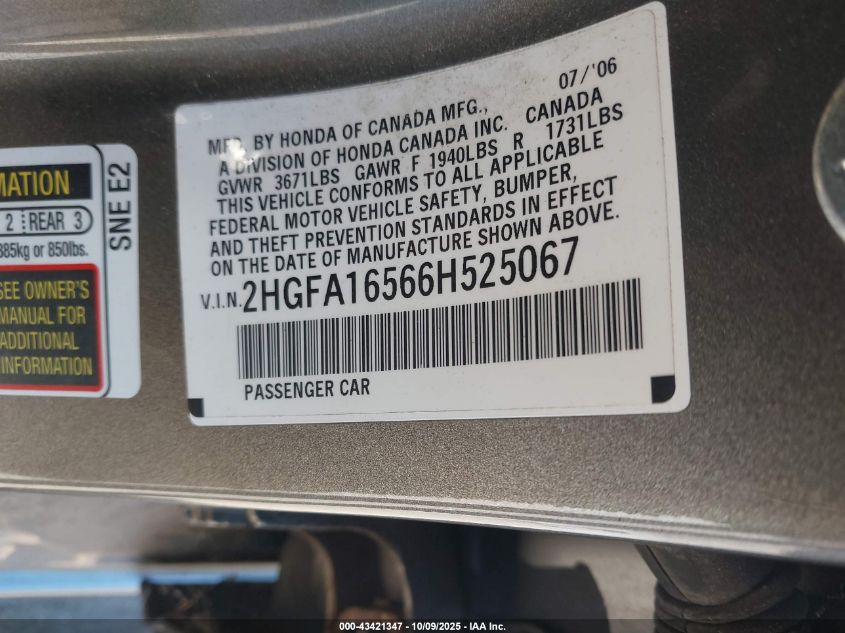 MATION
2 REAR 3
385kg or 850lbs.
SEE OWNER'S
MANUAL FOR
ADDITIONAL
INFORMATION
SNE E2
07/'06
MFD. BY HONDA OF CANADA MFG.,
A DIVISION OF HONDA CANADA INC. CANADA
GVWR 3671LBS GAWR F 1940LBS R 1731LBS
THIS VEHICLE CONFORMS TO ALL APPLICABLE
FEDERAL MOTOR VEHICLE SAFETY, BUMPER,
AND THEFT PREVENTION STANDARDS IN EFFECT
ON THE DATE OF MANUFACTURE SHOWN ABOVE.
V.I.N. 2HGFA16566H525067
PASSENGER CAR
000-43421347 | 10/09/2025 - IAA Inc.